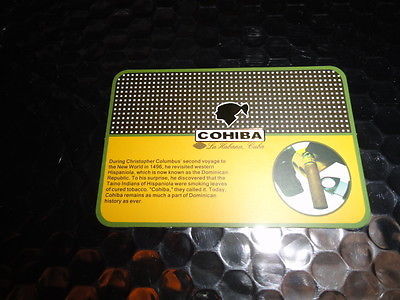 COHIBA
La Habana, Cuba
During Christopher Columbus' second voyage to
the New World in 1496, he revisited western
Hispaniola, which is now known as the Dominican
Republic. To his surprise, he discovered that the
Taino Indians of Hispaniola were smoking leaves
of cured tobacco. "Cohiba," they called it. Today,
Cohiba remains as much a part of Dominican
history as ever.